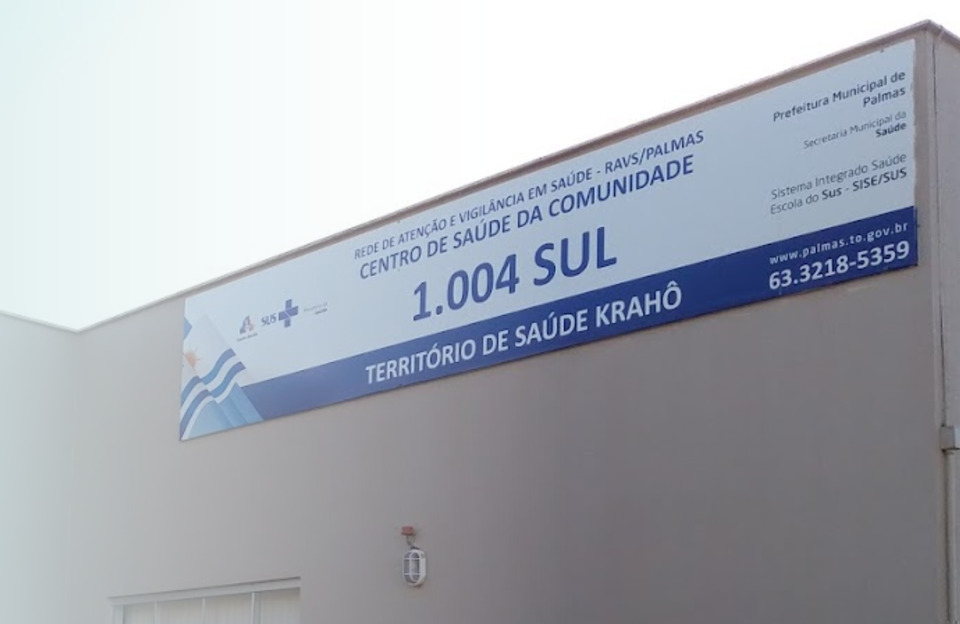 REDE DE ATENÇÃO E VIGILÂNCIA EM SAÚDE - RAVS/PALMAS
CENTRO DE SAÚDE DA COMUNIDADE
1.004 SUL
TERRITÓRIO DE SAÚDE KRAHÔ
SUS
Prefeitura Municipal de
Palmas
Secretaria Municipal da
Saúde
Sistema Integrado Saúde
Escola do Sus - SISE/SUS
www.palmas.to.gov.br
63.3218-5359